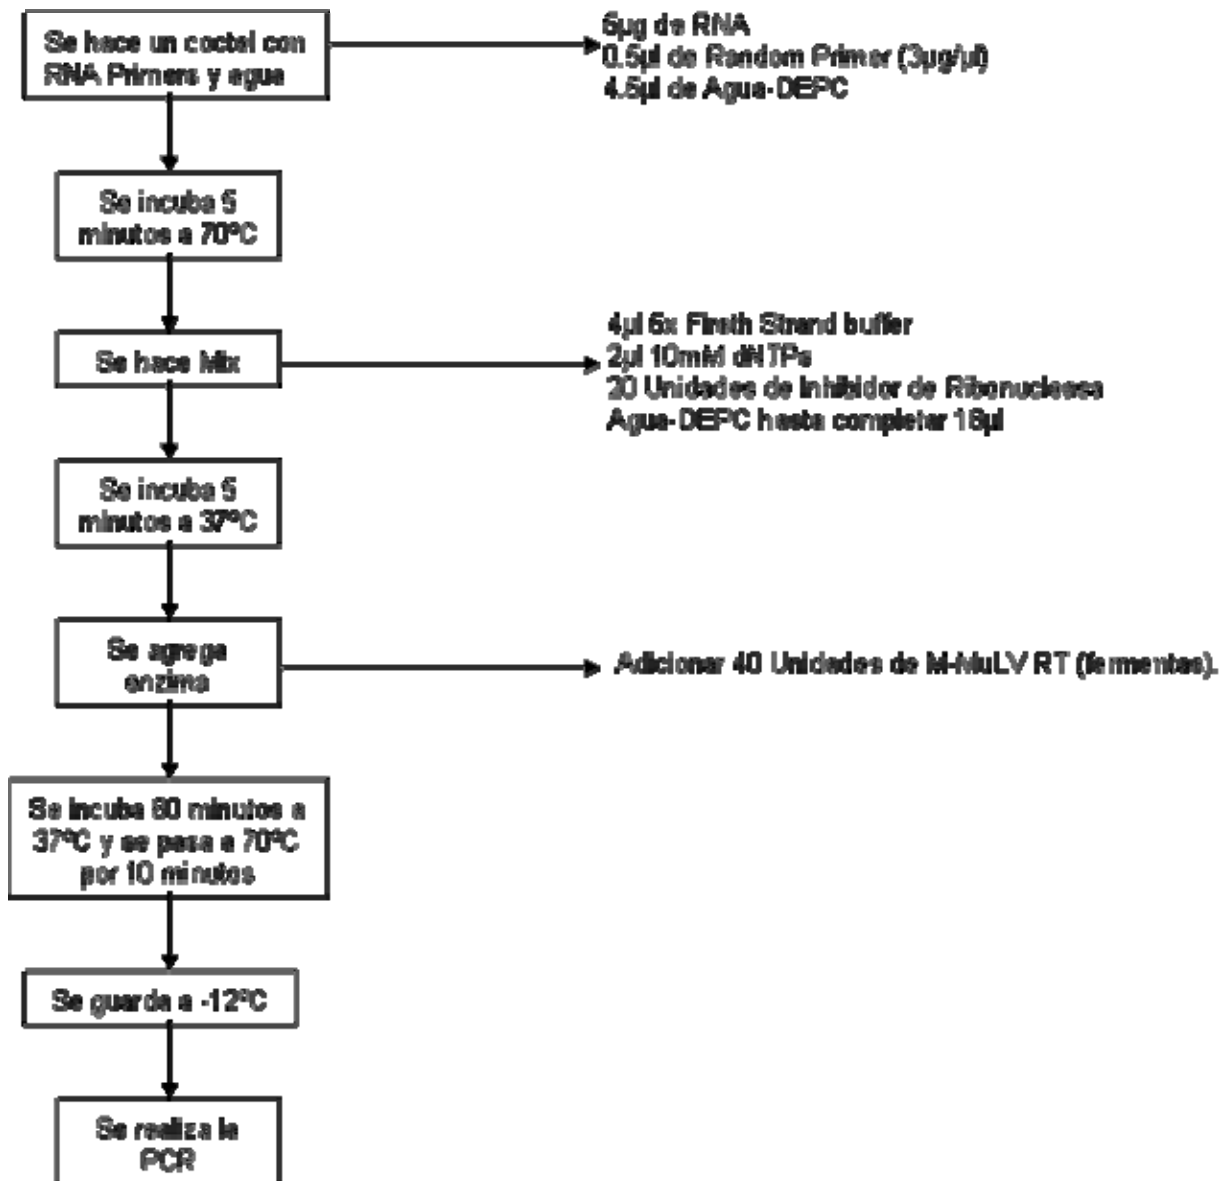 Se hace un coctel con
RNA Primers y agua
5µg de RNA
0.5µl de Random Primer (3µg/µl)
4.5µl de Agua-DEPC
Se incuba 5
minutos a 70ºC
Se hace Mix
4µl 5x Firsth Strand buffer
2µl 10mM dNTPs
20 Unidades de Inhibidor de Ribonucleasa
Agua-DEPC hasta completar
Se incuba 5
minutos a 37ºC
Se agrega
enzima
Adicionar 40 Unidades de M-MuLV RT (fermentas).
Se incuba 60 minutos a
37ºC y se pasa a 70ºC
por 10 minutos
Se guarda a -12ºC
Se realiza la
PCR